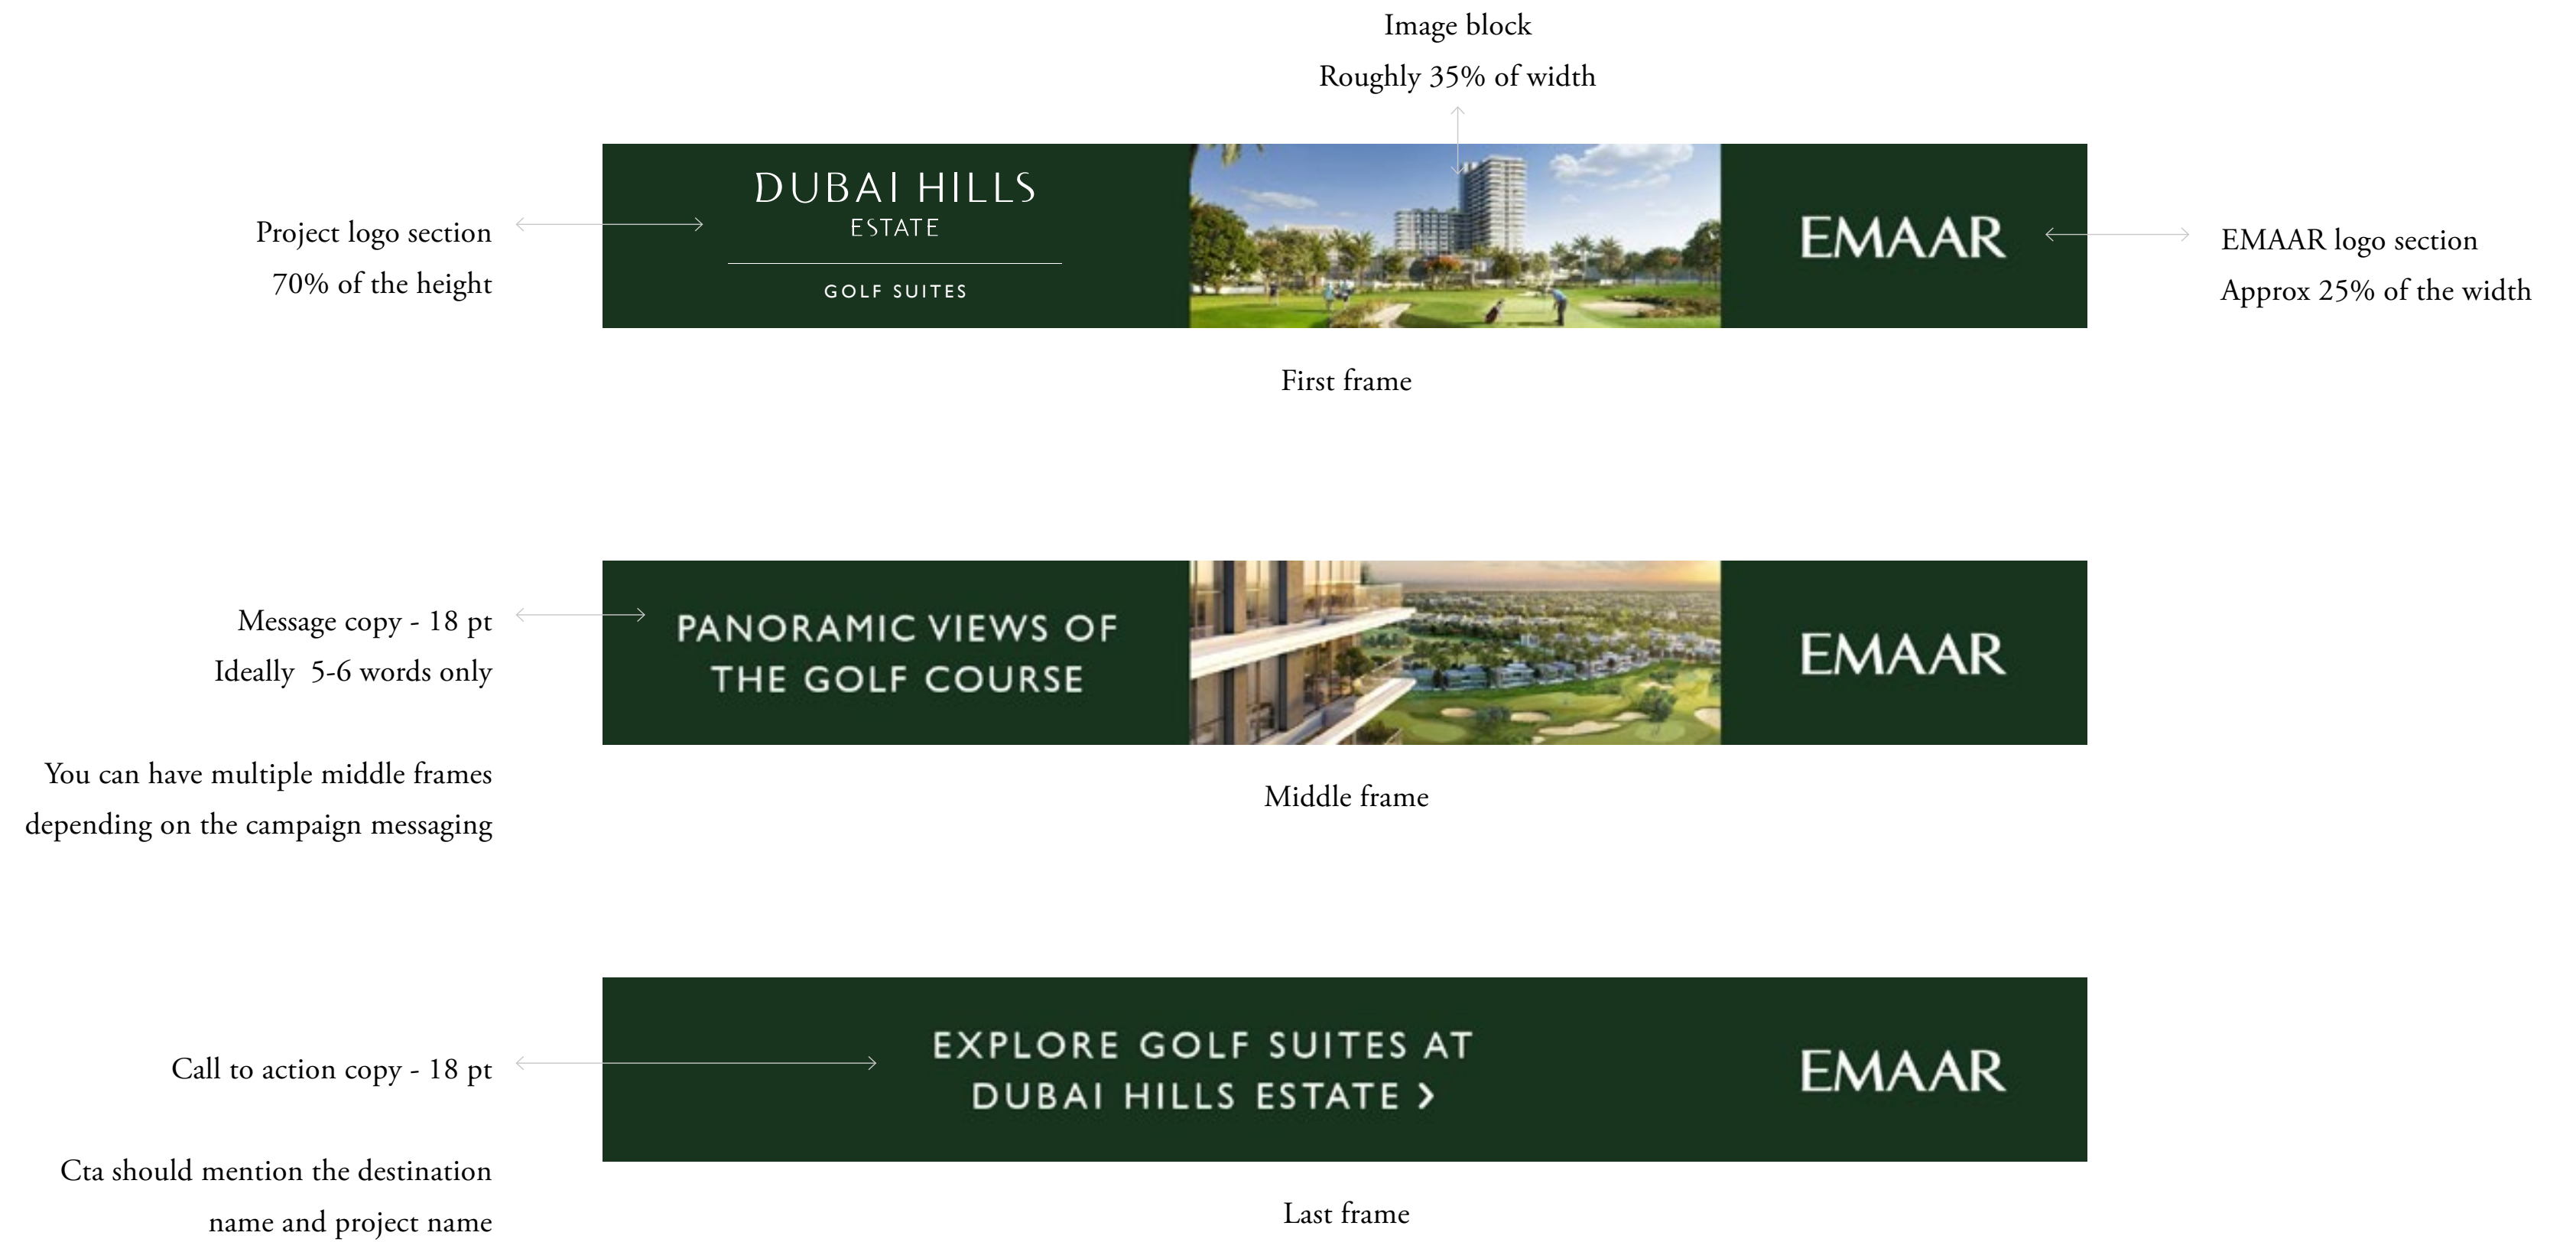 Image block
Roughly 35% of width
Project logo section
70% of the height
DUBAI HILLS
ESTATE
GOLF SUITES
EMAAR
EMAAR logo section
Approx 25% of the width
First frame
Message copy - 18 pt
Ideally  5-6 words only
You can have multiple middle frames
depending on the campaign messaging
PANORAMIC VIEWS OF
THE GOLF COURSE
EMAAR
Middle frame
Call to action copy - 18 pt
Cta should mention the destination
name and project name
EXPLORE GOLF SUITES AT
DUBAI HILLS ESTATE >
EMAAR
Last frame